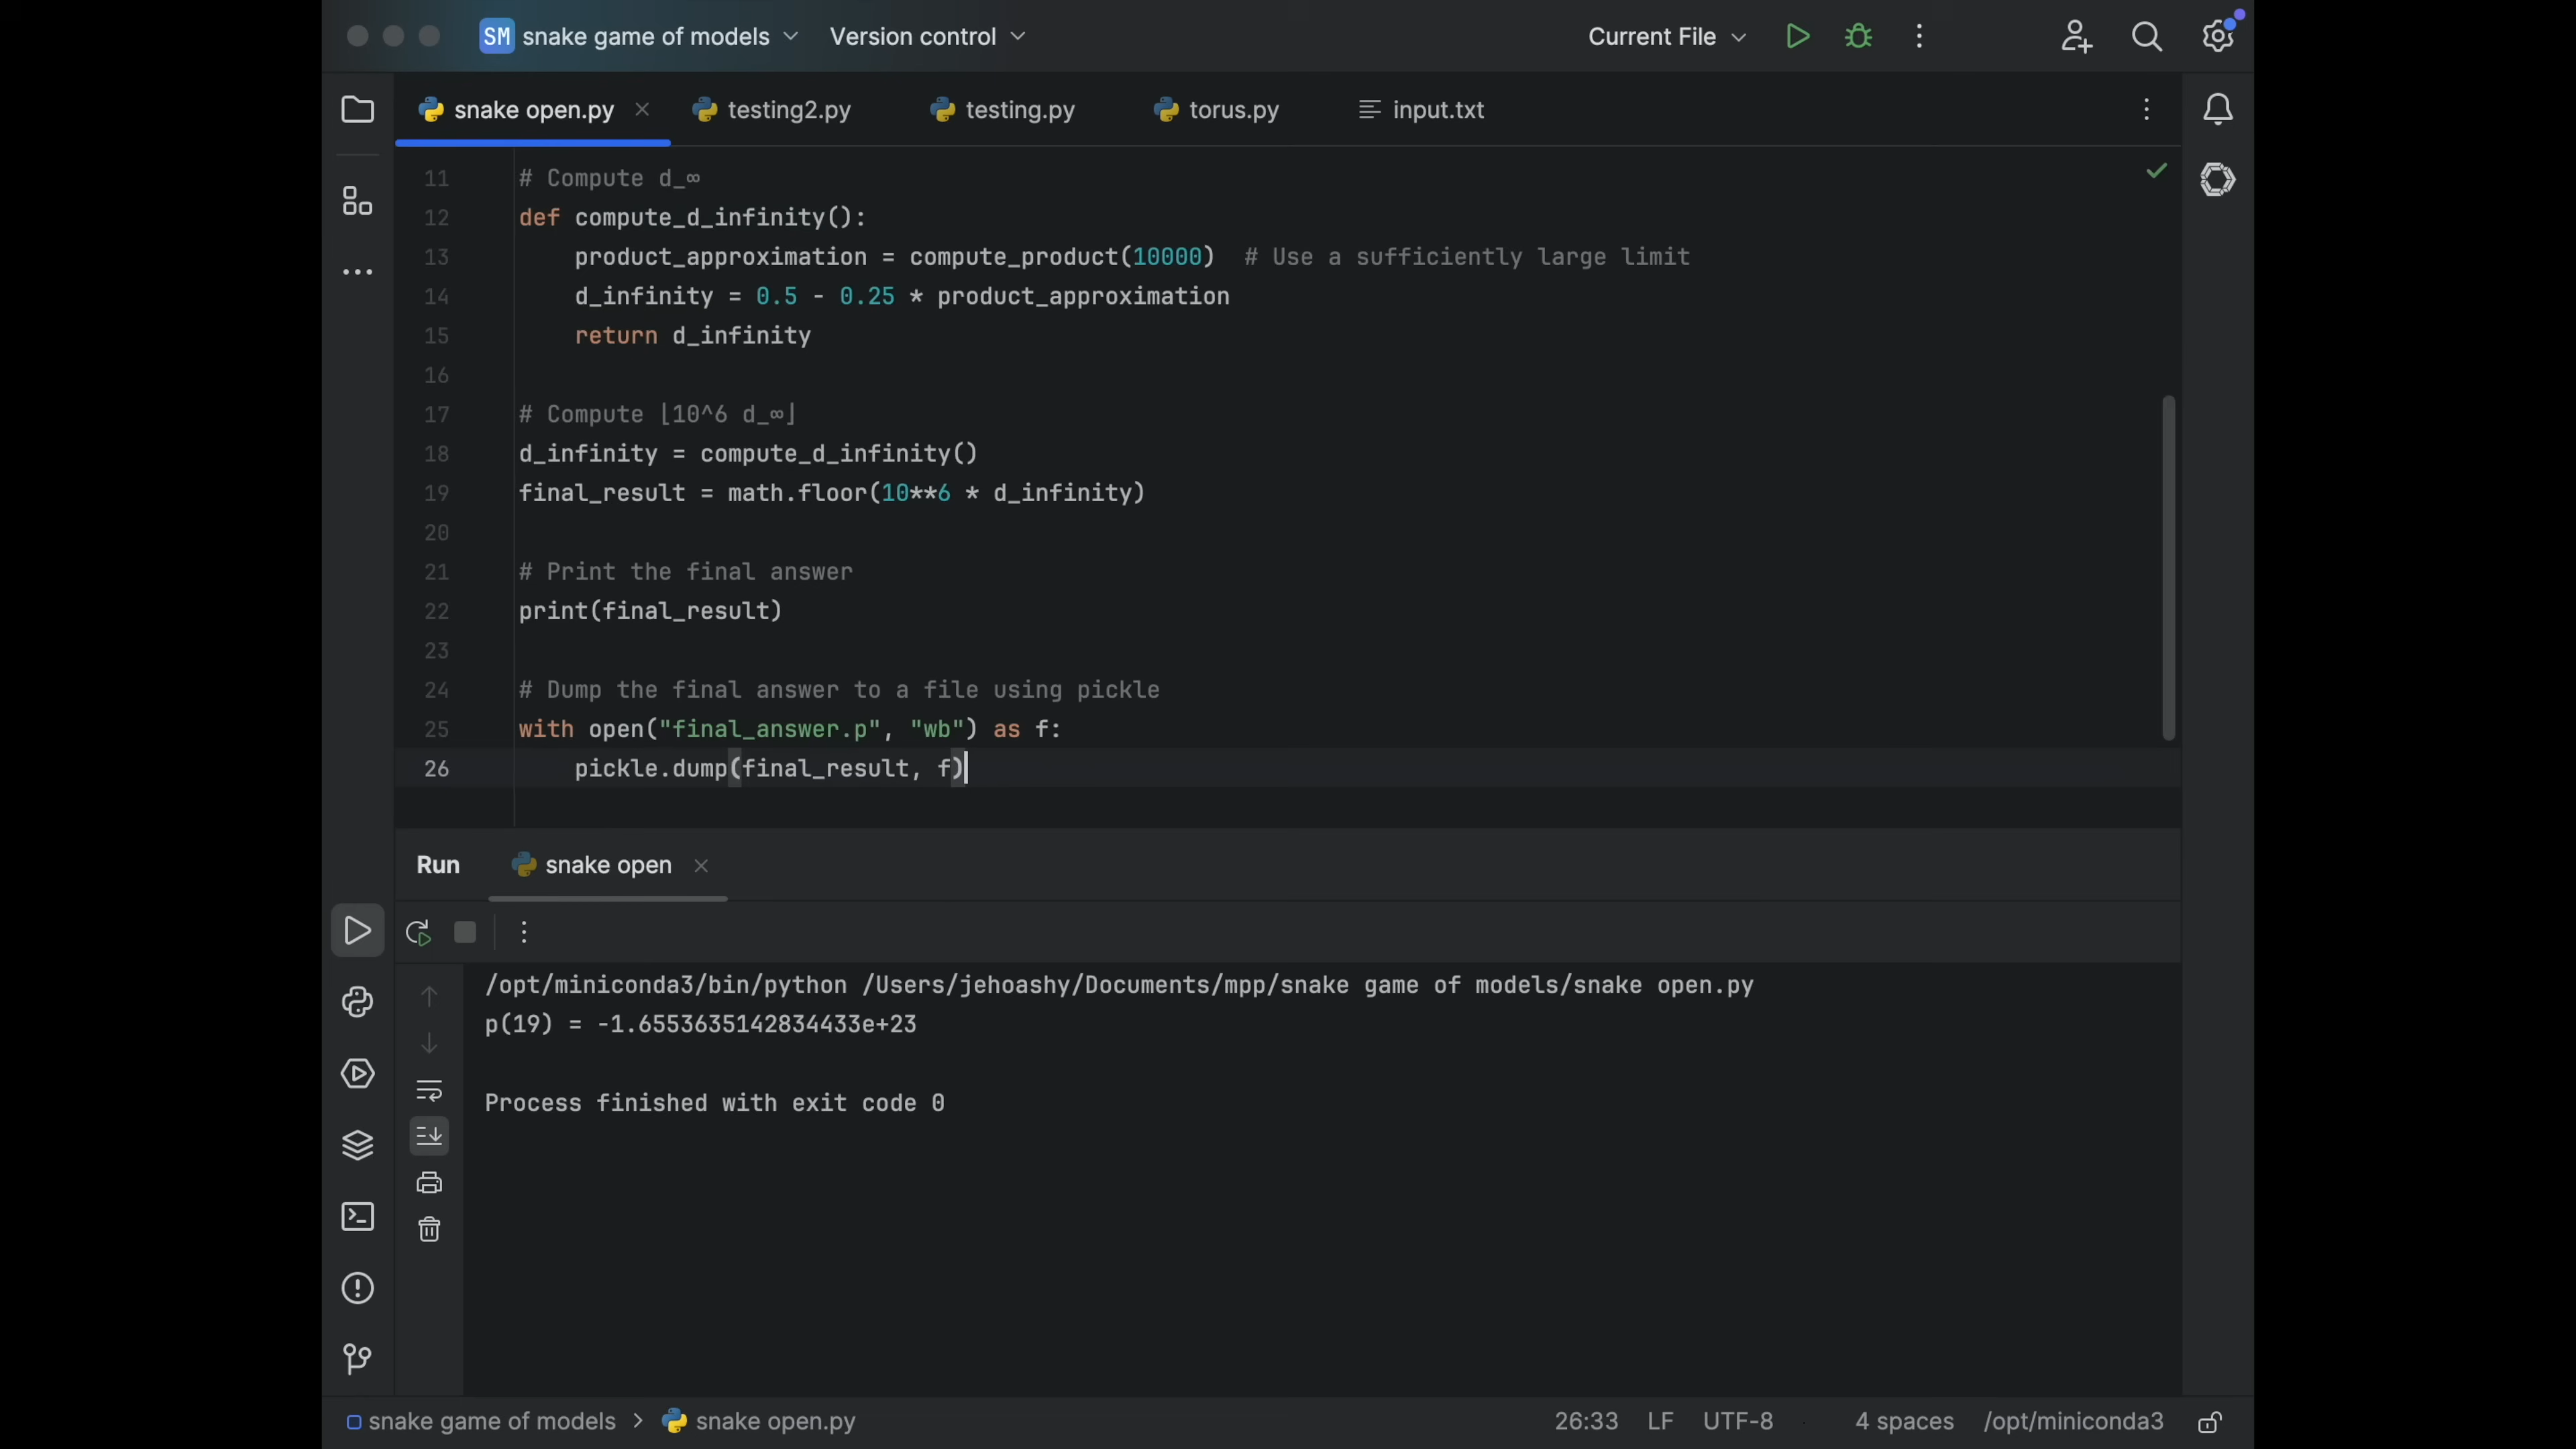 SM snake game of models Version control Current File
snake open.py testing2.py testing.py torus.py input.txt
11 # Compute d_∞
12 def compute_d_infinity():
13 product_approximation = compute_product(10000) # Use a sufficiently large limit
14 d_infinity = 0.5 - 0.25 * product_approximation
15 return d_infinity
16
17 # Compute ⌊10^6 d_∞⌋
18 d_infinity = compute_d_infinity()
19 final_result = math.floor(10**6 * d_infinity)
20
21 # Print the final answer
22 print(final_result)
23
24 # Dump the final answer to a file using pickle
25 with open("final_answer.p", "wb") as f:
26 pickle.dump(final_result, f)
Run snake open
/opt/miniconda3/bin/python /Users/jehoashy/Documents/mpp/snake game of models/snake open.py
p(19) = -1.6553635142834433e+23
Process finished with exit code 0
snake game of models > snake open.py 26:33 LF UTF-8 4 spaces /opt/miniconda3